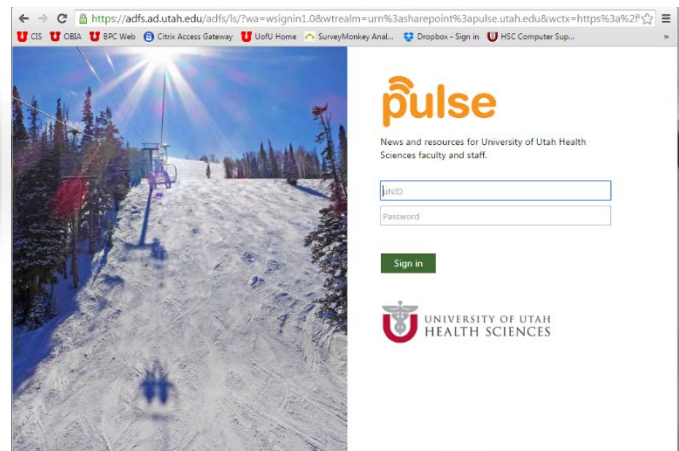 https://adfs.ad.utah.edu/adfs/ls/?wa=wsignin1.0&wtrealm=urn%3asharepoint%3apulse.utah.edu&wctx=https%3a%2f
CIS OBIA BPC Web Citrix Access Gateway UofU Home SurveyMonkey Anal... Dropbox - Sign in HSC Computer Sup... »
pulse
News and resources for University of Utah Health
Sciences faculty and staff.
uNID
Password
Sign in
UNIVERSITY OF UTAH
HEALTH SCIENCES